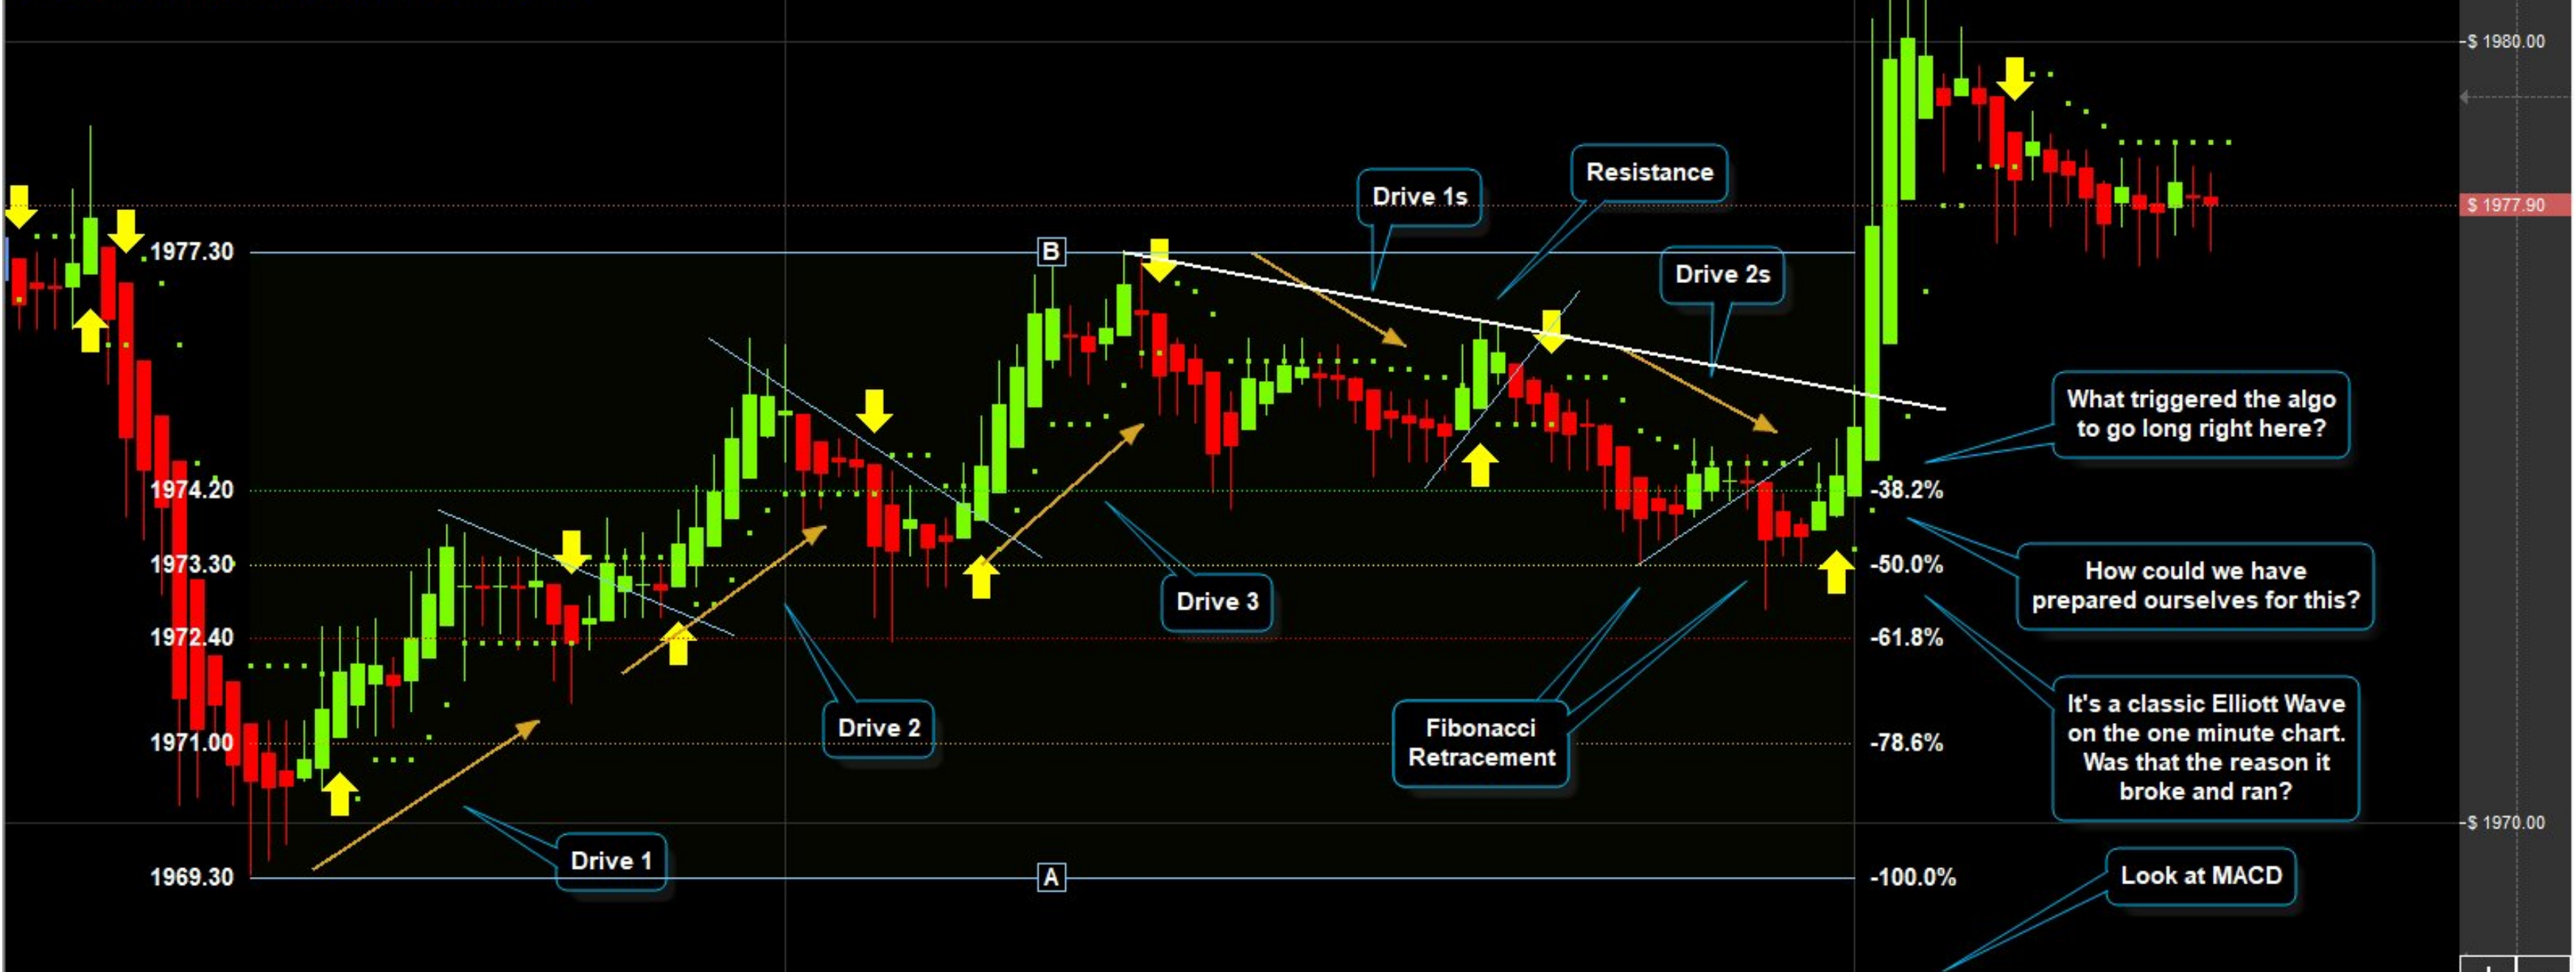 $ 1980.00
Resistance
Drive 1s
$ 1977.90
1977.30
B
Drive 2s
What triggered the algo
to go long right here?
1974.20
-38.2%
1973.30
-50.0%
How could we have
prepared ourselves for this?
Drive 3
1972.40
-61.8%
It's a classic Elliott Wave
on the one minute chart.
Was that the reason it
broke and ran?
Drive 2
Fibonacci
Retracement
1971.00
-78.6%
$ 1970.00
Drive 1
1969.30
A
-100.0%
Look at MACD